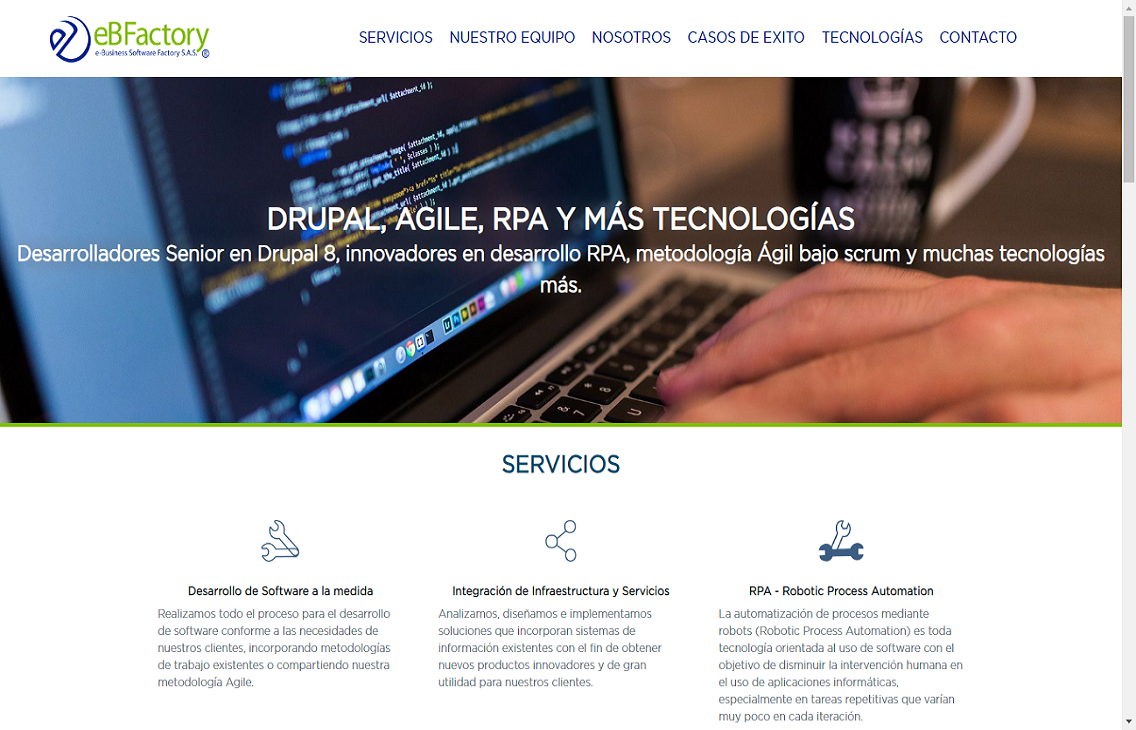 eBFactory
e-Business Software Factory S.A.S. ®
SERVICIOS NUESTRO EQUIPO NOSOTROS CASOS DE EXITO TECNOLOGÍAS CONTACTO
DRUPAL, AGILE, RPA Y MÁS TECNOLOGÍAS
Desarrolladores Senior en Drupal 8, innovadores en desarrollo RPA, metodología Ágil bajo scrum y muchas tecnologías
más.
SERVICIOS
Desarrollo de Software a la medida
Realizamos todo el proceso para el desarrollo
de software conforme a las necesidades de
nuestros clientes, incorporando metodologías
de trabajo existentes o compartiendo nuestra
metodología Agile.
Integración de Infraestructura y Servicios
Analizamos, diseñamos e implementamos
soluciones que incorporan sistemas de
información existentes con el fin de obtener
nuevos productos innovadores y de gran
utilidad para nuestros clientes.
RPA - Robotic Process Automation
La automatización de procesos mediante
robots (Robotic Process Automation) es toda
tecnología orientada al uso de software con el
objetivo de disminuir la intervención humana en
el uso de aplicaciones informáticas,
especialmente en tareas repetitivas que varían
muy poco en cada iteración.